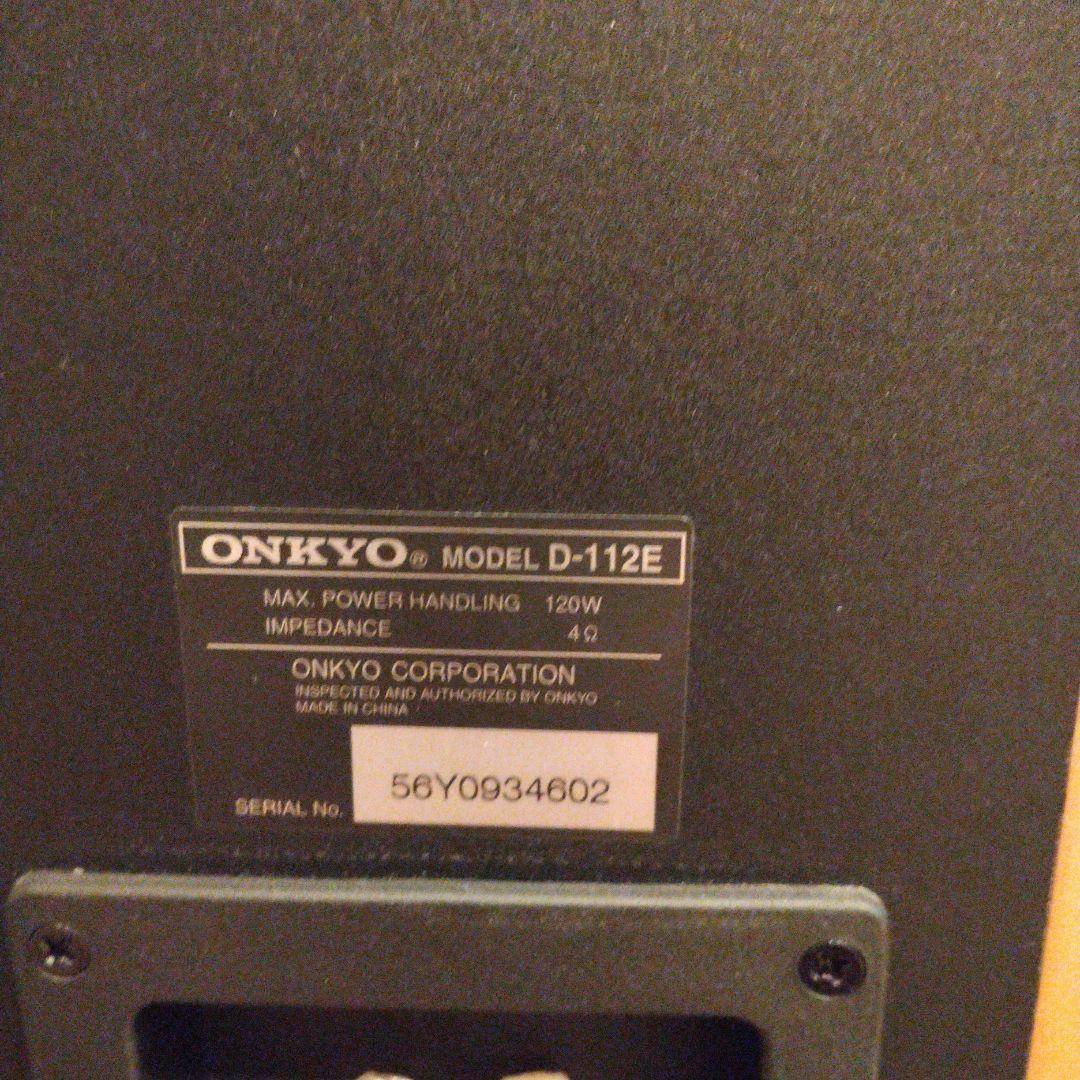 ONKYO® MODEL D-112E
MAX. POWER HANDLING 120W
IMPEDANCE 4Ω
ONKYO CORPORATION
INSPECTED AND AUTHORIZED BY ONKYO
MADE IN CHINA
56Y0934602
SERIAL No.